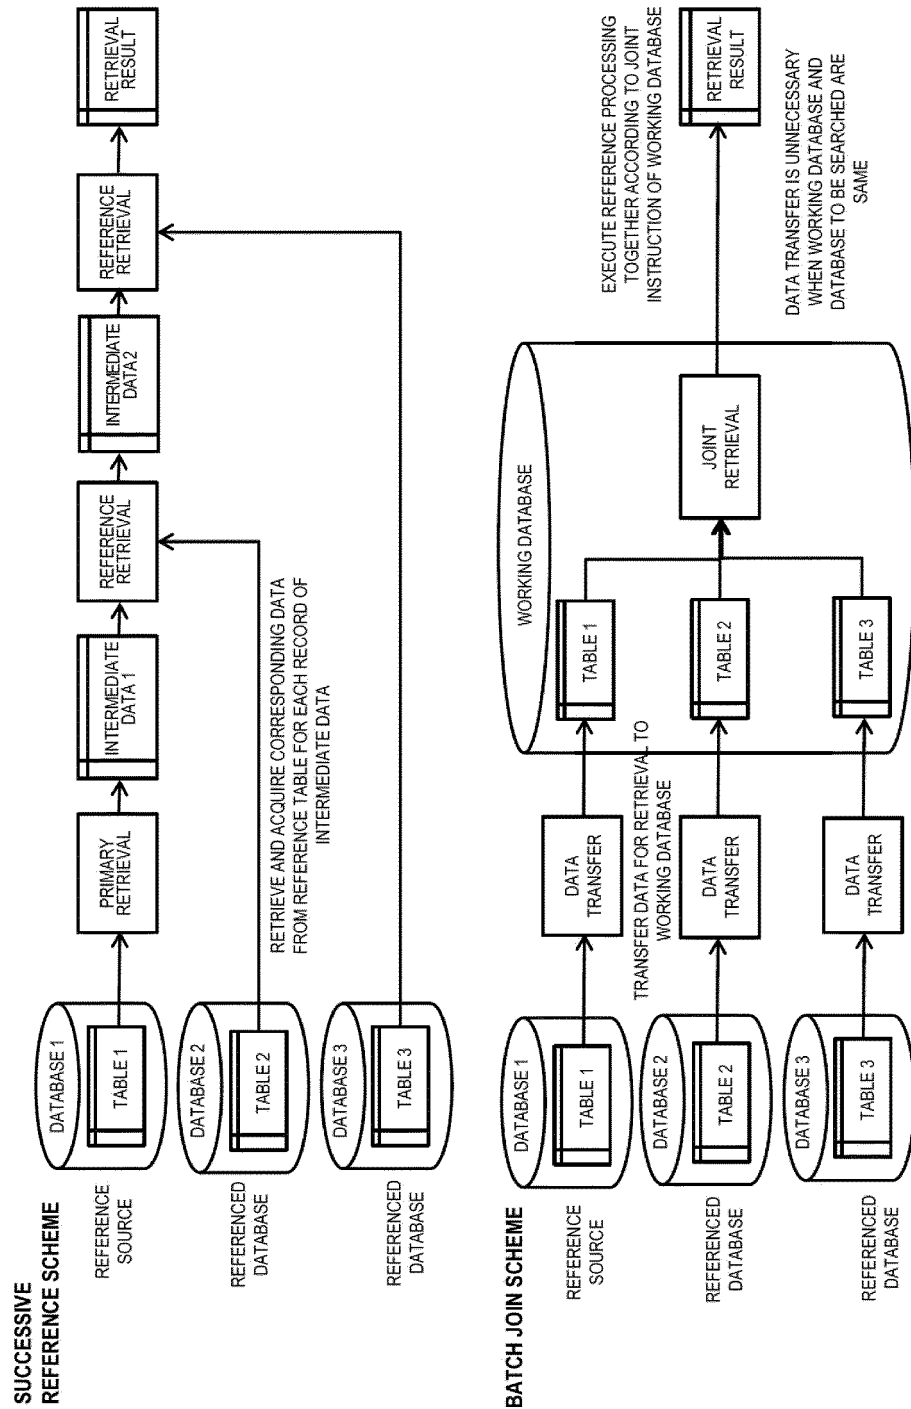 SUCCESSIVE
REFERENCE SCHEME
REFERENCE
SOURCE
DATABASE 1
TABLE 1
PRIMARY
RETRIEVAL
INTERMEDIATE
DATA 1
REFERENCE
RETRIEVAL
INTERMEDIATE
DATA2
REFERENCE
RETRIEVAL
RETRIEVAL
RESULT
REFERENCED
DATABASE
DATABASE 2
TABLE 2
RETRIEVE AND ACQUIRE CORRESPONDING DATA
FROM REFERENCE TABLE FOR EACH RECORD OF
INTERMEDIATE DATA
REFERENCED
DATABASE
DATABASE 3
TABLE 3
BATCH JOIN SCHEME
REFERENCE
SOURCE
DATABASE 1
TABLE 1
DATA
TRANSFER
TRANSFER DATA FOR RETRIEVAL TO
WORKING DATABASE
WORKING DATABASE
TABLE 1
REFERENCED
DATABASE
DATABASE 2
TABLE 2
DATA
TRANSFER
TABLE 2
JOINT
RETRIEVAL
EXECUTE REFERENCE PROCESSING
TOGETHER ACCORDING TO JOINT
INSTRUCTION OF WORKING DATABASE
RETRIEVAL
RESULT
DATA TRANSFER IS UNNECESSARY
WHEN WORKING DATABASE AND
DATABASE TO BE SEARCHED ARE
SAME
REFERENCED
DATABASE
DATABASE 3
TABLE 3
DATA
TRANSFER
TABLE 3